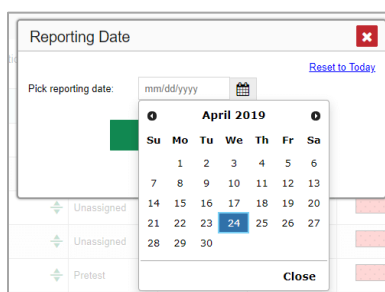 Reporting Date
Reset to Today
Pick reporting date: mm/dd/yyyy
April 2019
Su Mo Tu We Th Fr Sa
1 2 3 4 5 6
7 8 9 10 11 12 13
14 15 16 17 18 19 20
21 22 23 24 25 26 27
28 29 30
Close
Unassigned
Unassigned
Pretest